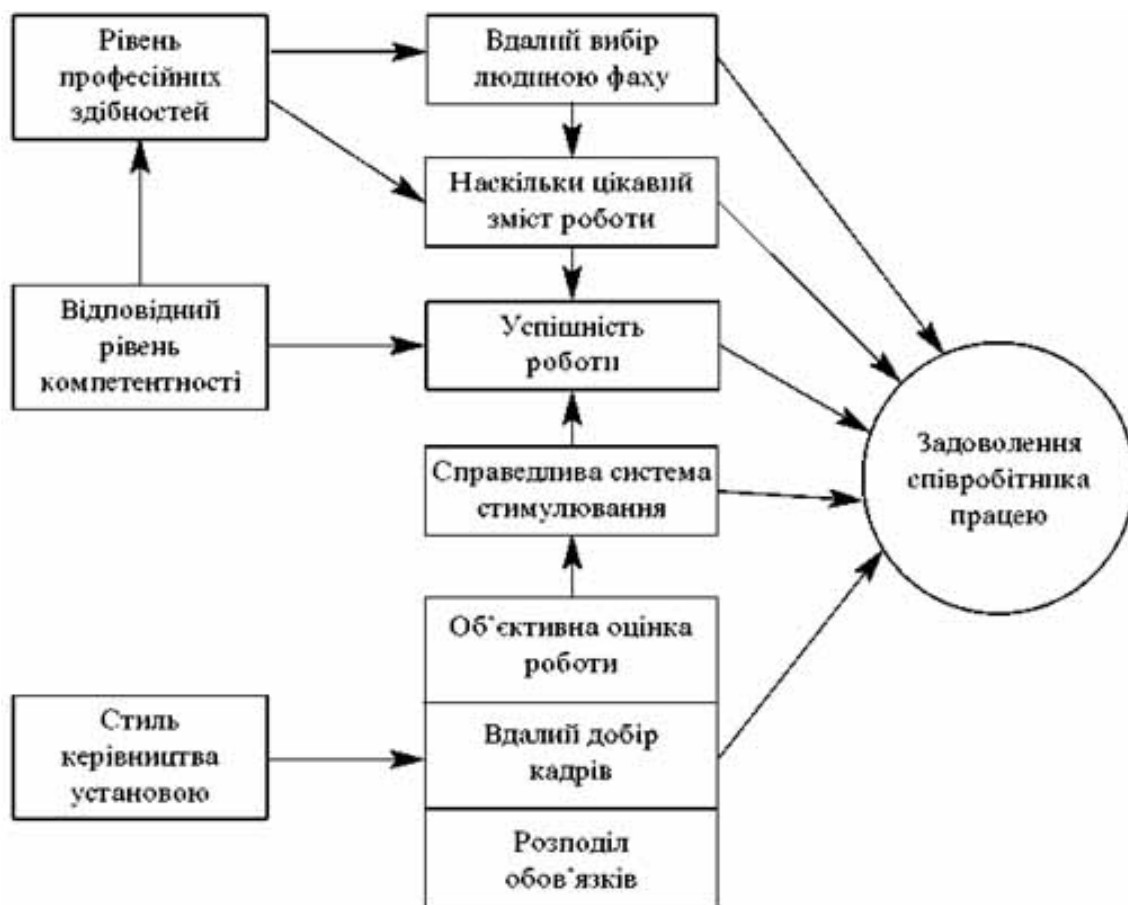 Рівень
професійних
здібностей
Вдалий вибір
людиною фаху
Наскільки цікавий
зміст роботи
Відповідний
рівень
компетентності
Успішність
роботи
Справедлива система
стимулювання
Задоволення
співробітника
працею
Об`єктивна оцінка
роботи
Стиль
керівництва
установою
Вдалий добір
кадрів
Розподіл
обов`язків